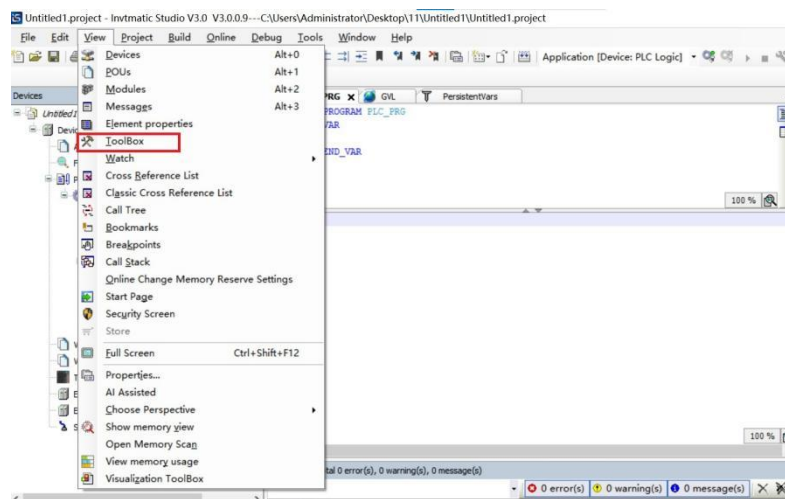 Untitled1.project - Invtmatic Studio V3.0 V3.0.0.9---C:\Users\Administrator\Desktop\11\Untitled1\Untitled1.project
File Edit View Project Build Online Debug Tools Window Help
Application [Device: PLC Logic]
Devices
Untitled1
Devices Alt+0
POUs Alt+1
Modules Alt+2
Messages Alt+3
Element properties
ToolBox
Watch
Cross Reference List
Classic Cross Reference List
Call Tree
Bookmarks
Breakpoints
Call Stack
Online Change Memory Reserve Settings
Start Page
Security Screen
Store
Full Screen Ctrl+Shift+F12
Properties...
AI Assisted
Choose Perspective
Show memory view
Open Memory Scan
View memory usage
Visualization ToolBox
PRG GVL PersistentVars
PROGRAM PLC_PRG
VAR
END_VAR
100 %
100 %
tal 0 error(s), 0 warning(s), 0 message(s)
0 error(s) 0 warning(s) 0 message(s)